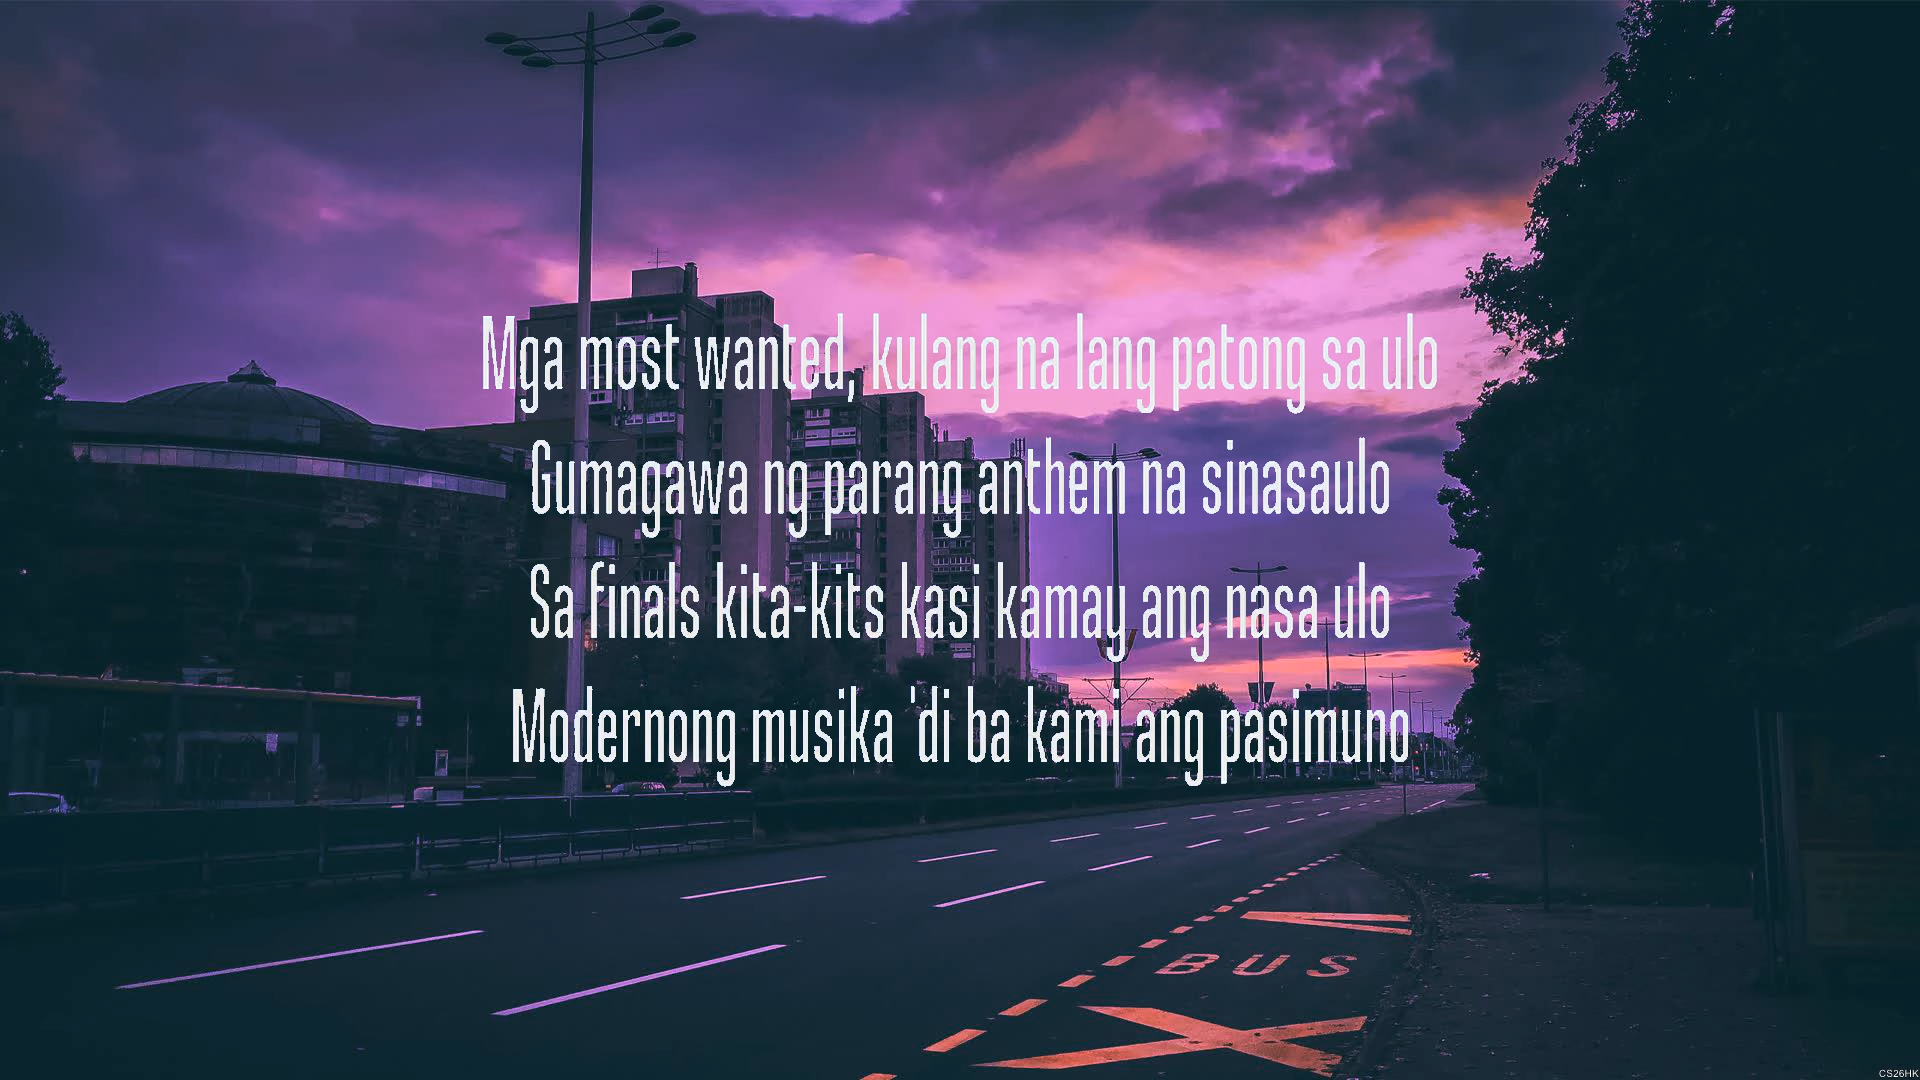 Mga most wanted, kulang na lang patong sa ulo
Gumagawa ng parang anthem na sinasaulo
Sa finals kita-kits kasi kamay ang nasa ulo
Modernong musika 'di ba kami ang pasimuno
BUS
CS26HK